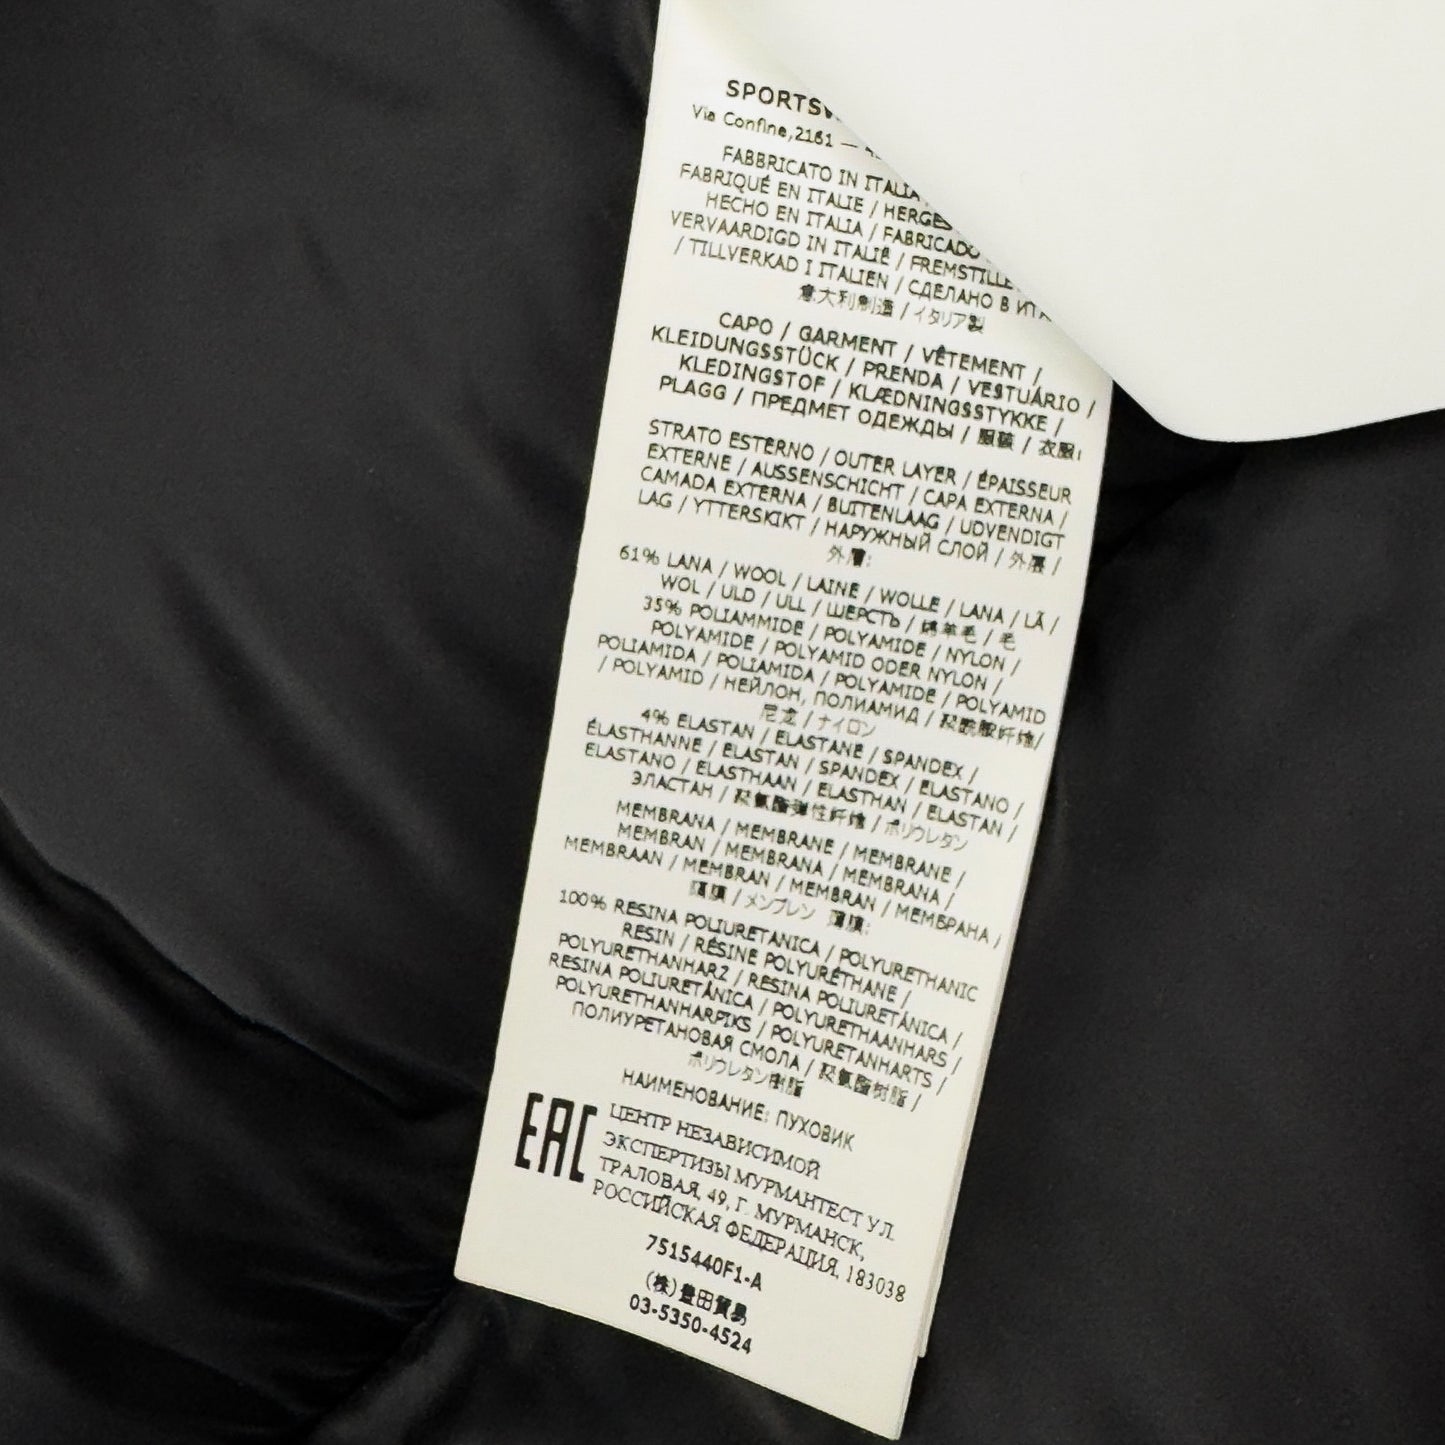 SPORTSW
Via Confine,2161 —
FABBRICATO IN ITALIA
FABRIQUÉ EN ITALIE / HERGE
HECHO EN ITALIA / FABRICADO
VERVAARDIGD IN ITALIË / FREMSTILLE
/ TILLVERKAD I ITALIEN / СДЕЛАНО В ИТА
意大利制造 / イタリア製
CAPO / GARMENT / VÊTEMENT /
KLEIDUNGSSTÜCK / PRENDA / VESTUÁRIO /
KLEDINGSTOF / KLÆDNINGSSTYKKE /
PLAGG / ПРЕДМЕТ ОДЕЖДЫ / 服装 / 衣服:
STRATO ESTERNO / OUTER LAYER / ÉPAISSEUR
EXTERNE / AUSSENSCHICHT / CAPA EXTERNA /
CAMADA EXTERNA / BUITENLAAG / UDVENDIGT
LAG / YTTERSKIKT / НАРУЖНЫЙ СЛОЙ / 外层 /
外層:
61% LANA / WOOL / LAINE / WOLLE / LANA / LÃ /
WOL / ULD / ULL / ШЕРСТЬ / 绵羊毛 / 毛
35% POLIAMMIDE / POLYAMIDE / NYLON /
POLYAMIDE / POLYAMID ODER NYLON /
POLIAMIDA / POLIAMIDA / POLYAMIDE / POLYAMID
/ POLYAMID / НЕЙЛОН, ПОЛИАМИД / 聚酰胺纤维/
尼龙 / ナイロン
4% ELASTAN / ELASTANE / SPANDEX /
ÉLASTHANNE / ELASTAN / SPANDEX / ELASTANO /
ELASTANO / ELASTHAAN / ELASTHAN / ELASTAN /
ЭЛАСТАН / 聚氨酯弹性纤维 / ポリウレタン
MEMBRANA / MEMBRANE / MEMBRANE /
MEMBRAN / MEMBRANA / MEMBRANA /
MEMBRAAN / MEMBRAN / MEMBRAN / МЕМБРАНА /
隔膜 / メンブレン 薄膜:
100% RESINA POLIURETANICA / POLYURETHANIC
RESIN / RÉSINE POLYURÉTHANE /
POLYURETHANHARZ / RESINA POLIURETÁNICA /
RESINA POLIURETÂNICA / POLYURETHAANHARS /
POLYURETHANHARPIKS / POLYURETANHARTS /
ПОЛИУРЕТАНОВАЯ СМОЛА / 聚氨酯树脂 /
ポリウレタン樹脂
НАИМЕНОВАНИЕ: ПУХОВИК
EAC
ЦЕНТР НЕЗАВИСИМОЙ
ЭКСПЕРТИЗЫ МУРМАНТЕСТ УЛ.
ТРАЛОВАЯ, 49, Г. МУРМАНСК,
РОССИЙСКАЯ ФЕДЕРАЦИЯ, 183038
7515440F1-A
(株)豊田貿易
03-5350-4524